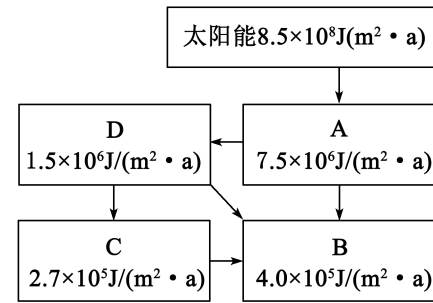 太阳能8.5×10⁸J(m²·a)
D
1.5×10⁶J/(m²·a)
A
7.5×10⁶J/(m²·a)
C
2.7×10⁵J/(m²·a)
B
4.0×10⁵J/(m²·a)